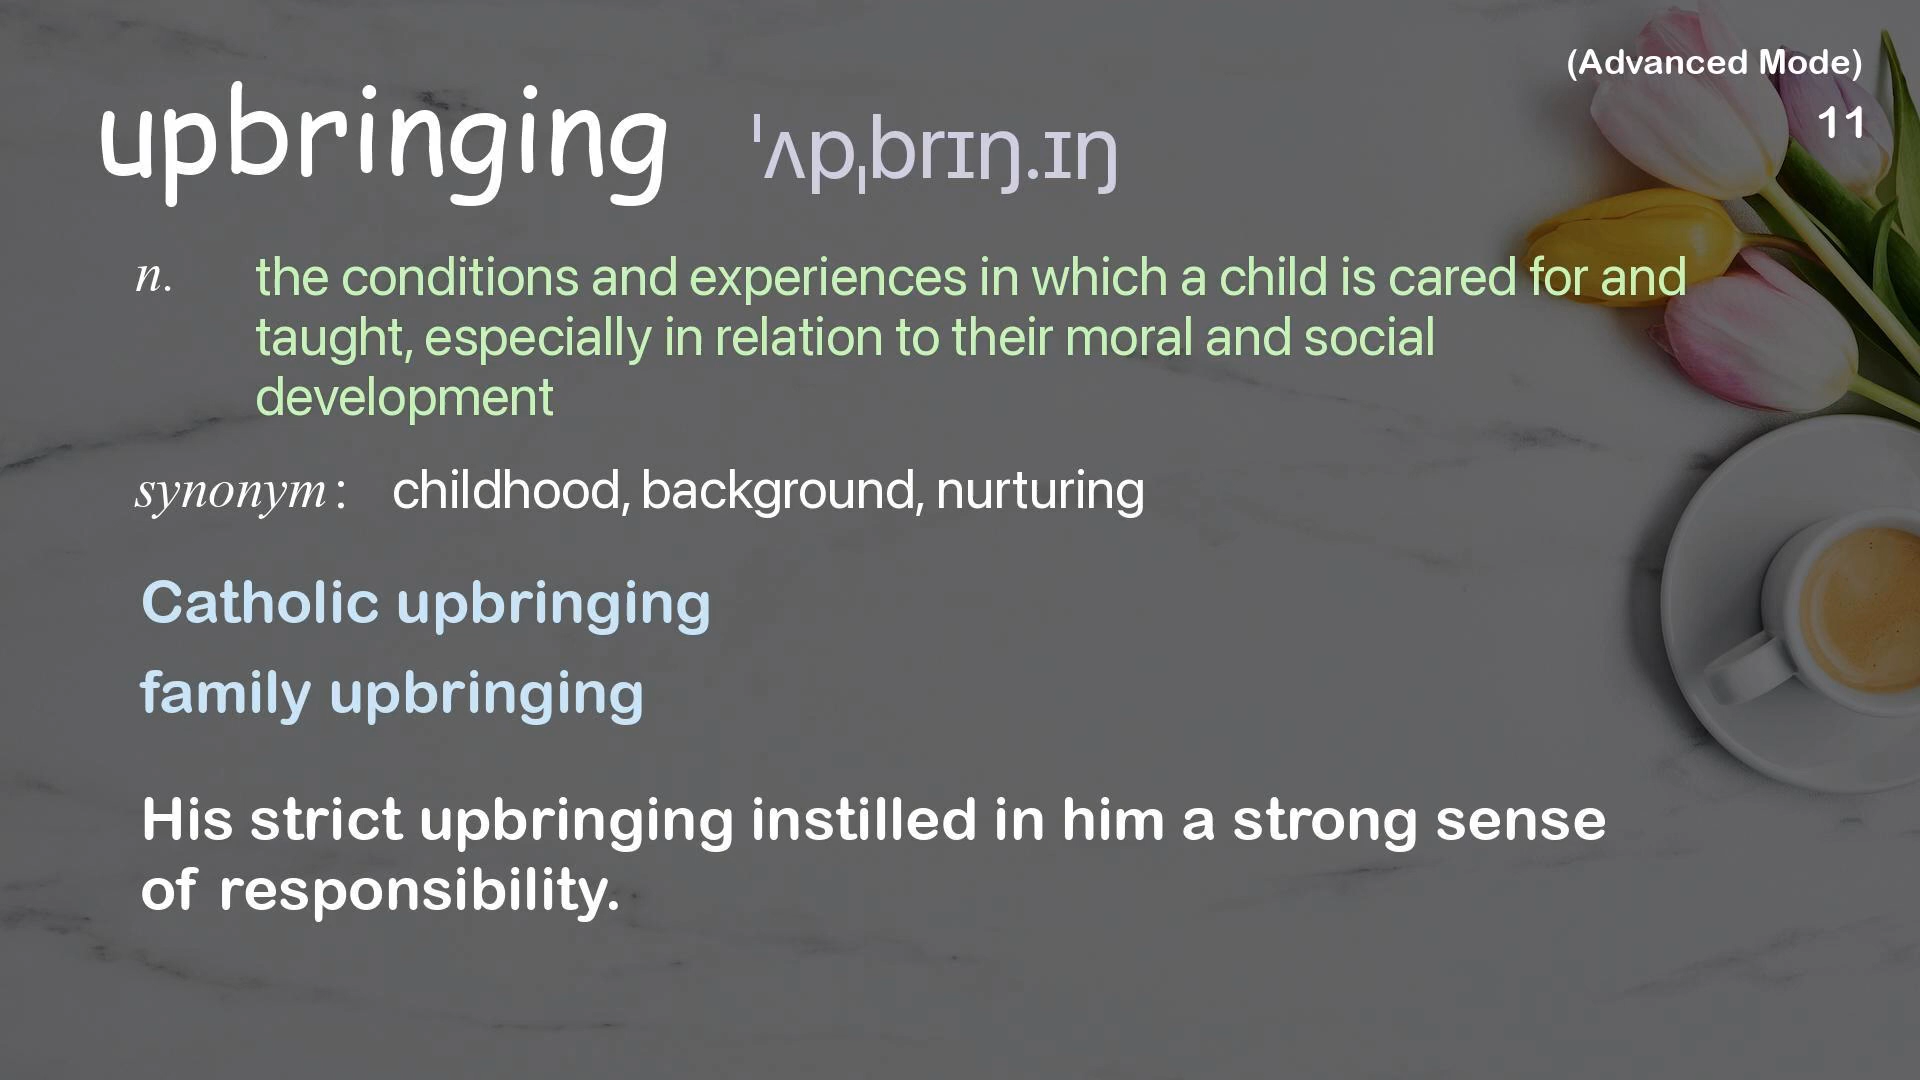 (Advanced Mode)
11
upbringing ˈʌpˌbrɪŋ.ɪŋ
n. the conditions and experiences in which a child is cared for and
taught, especially in relation to their moral and social
development
synonym: childhood, background, nurturing
Catholic upbringing
family upbringing
His strict upbringing instilled in him a strong sense
of responsibility.